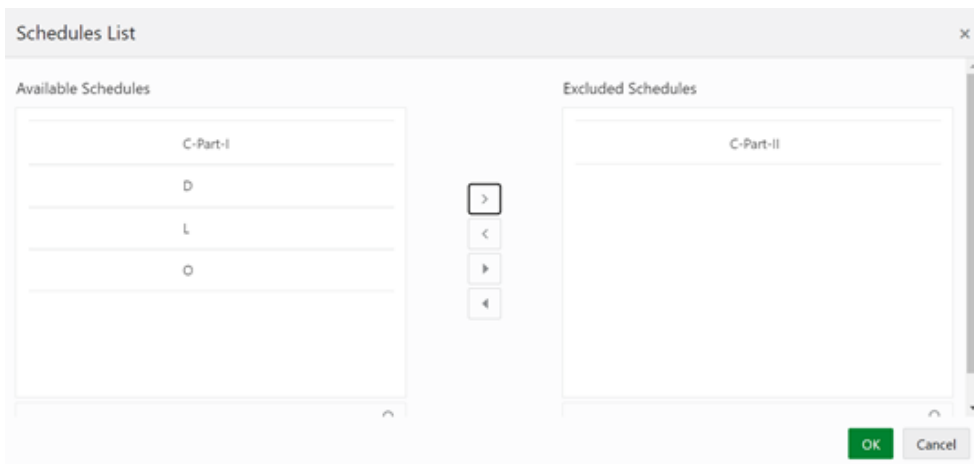 Schedules List
Available Schedules
Excluded Schedules
C-Part-I
C-Part-II
D
L
O
OK
Cancel